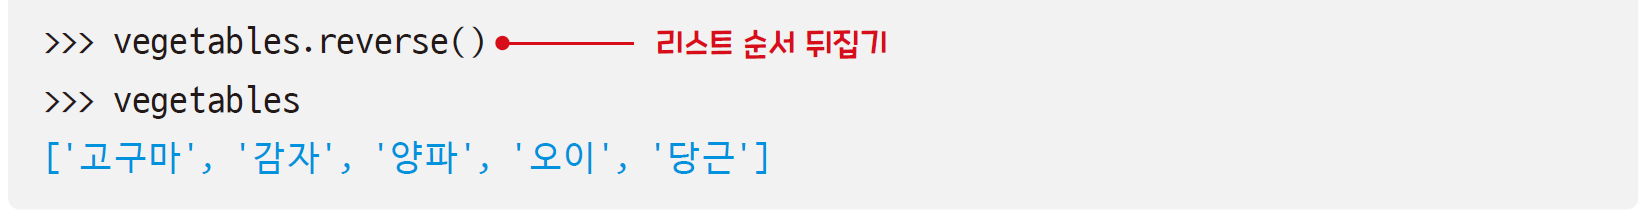 >>> vegetables.reverse() 리스트 순서 뒤집기
>>> vegetables
['고구마', '감자', '양파', '오이', '당근']